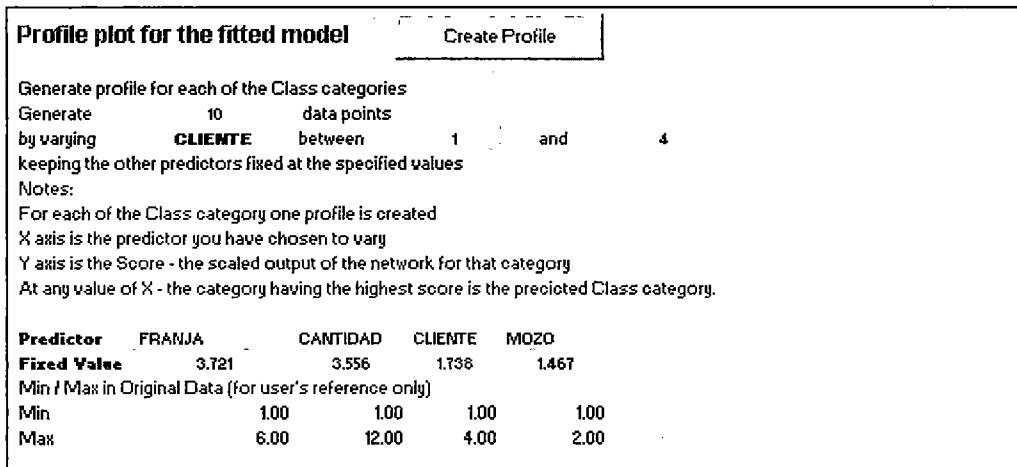 Profile plot for the fitted model Create Profile
Generate profile for each of the Class categories
Generate 10 data points
by varying CLIENTE between 1 and 4
keeping the other predictors fixed at the specified values
Notes:
For each of the Class category one profile is created
X axis is the predictor you have chosen to vary
Y axis is the Score - the scaled output of the network for that category
At any value of X - the category having the highest score is the precicted Class category.
Predictor FRANJA CANTIDAD CLIENTE MOZO
Fixed Value 3.721 3.556 1.738 1.467
Min / Max in Original Data (for user's reference only)
Min 1.00 1.00 1.00 1.00
Max 6.00 12.00 4.00 2.00